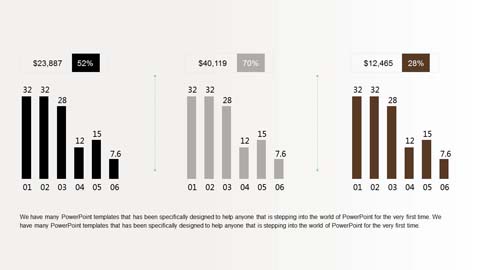 $23,887 52% $40,119 70% $12,465 28%
32 32 28 12 15 7.6 32 32 28 12 15 7.6 32 32 28 12 15 7.6
01 02 03 04 05 06 01 02 03 04 05 06 01 02 03 04 05 06
We have many PowerPoint templates that has been specifically designed to help anyone that is stepping into the world of PowerPoint for the very first time. We
have many PowerPoint templates that has been specifically designed to help anyone that is stepping into the world of PowerPoint for the very first time.